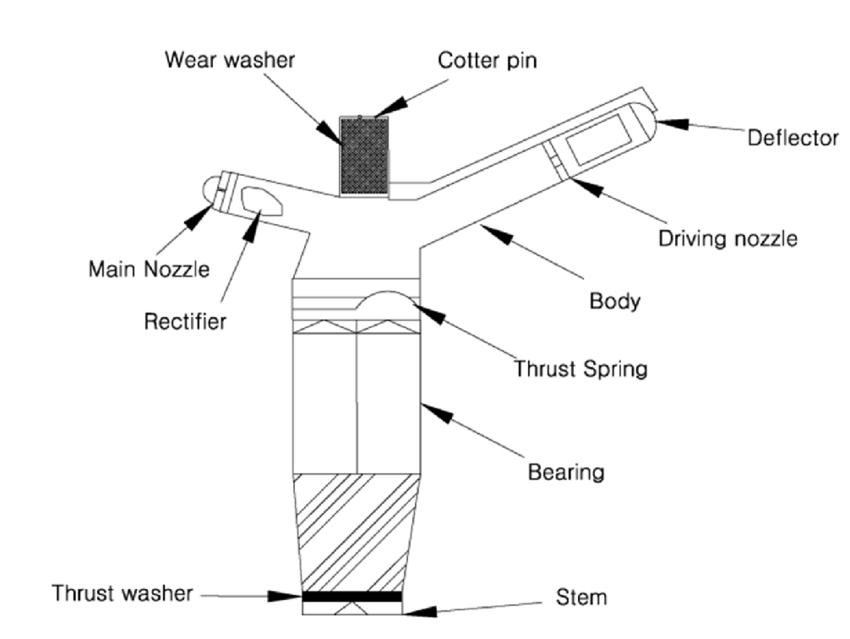 Wear washer
Cotter pin
Deflector
Driving nozzle
Main Nozzle
Body
Rectifier
Thrust Spring
Bearing
Thrust washer
Stem